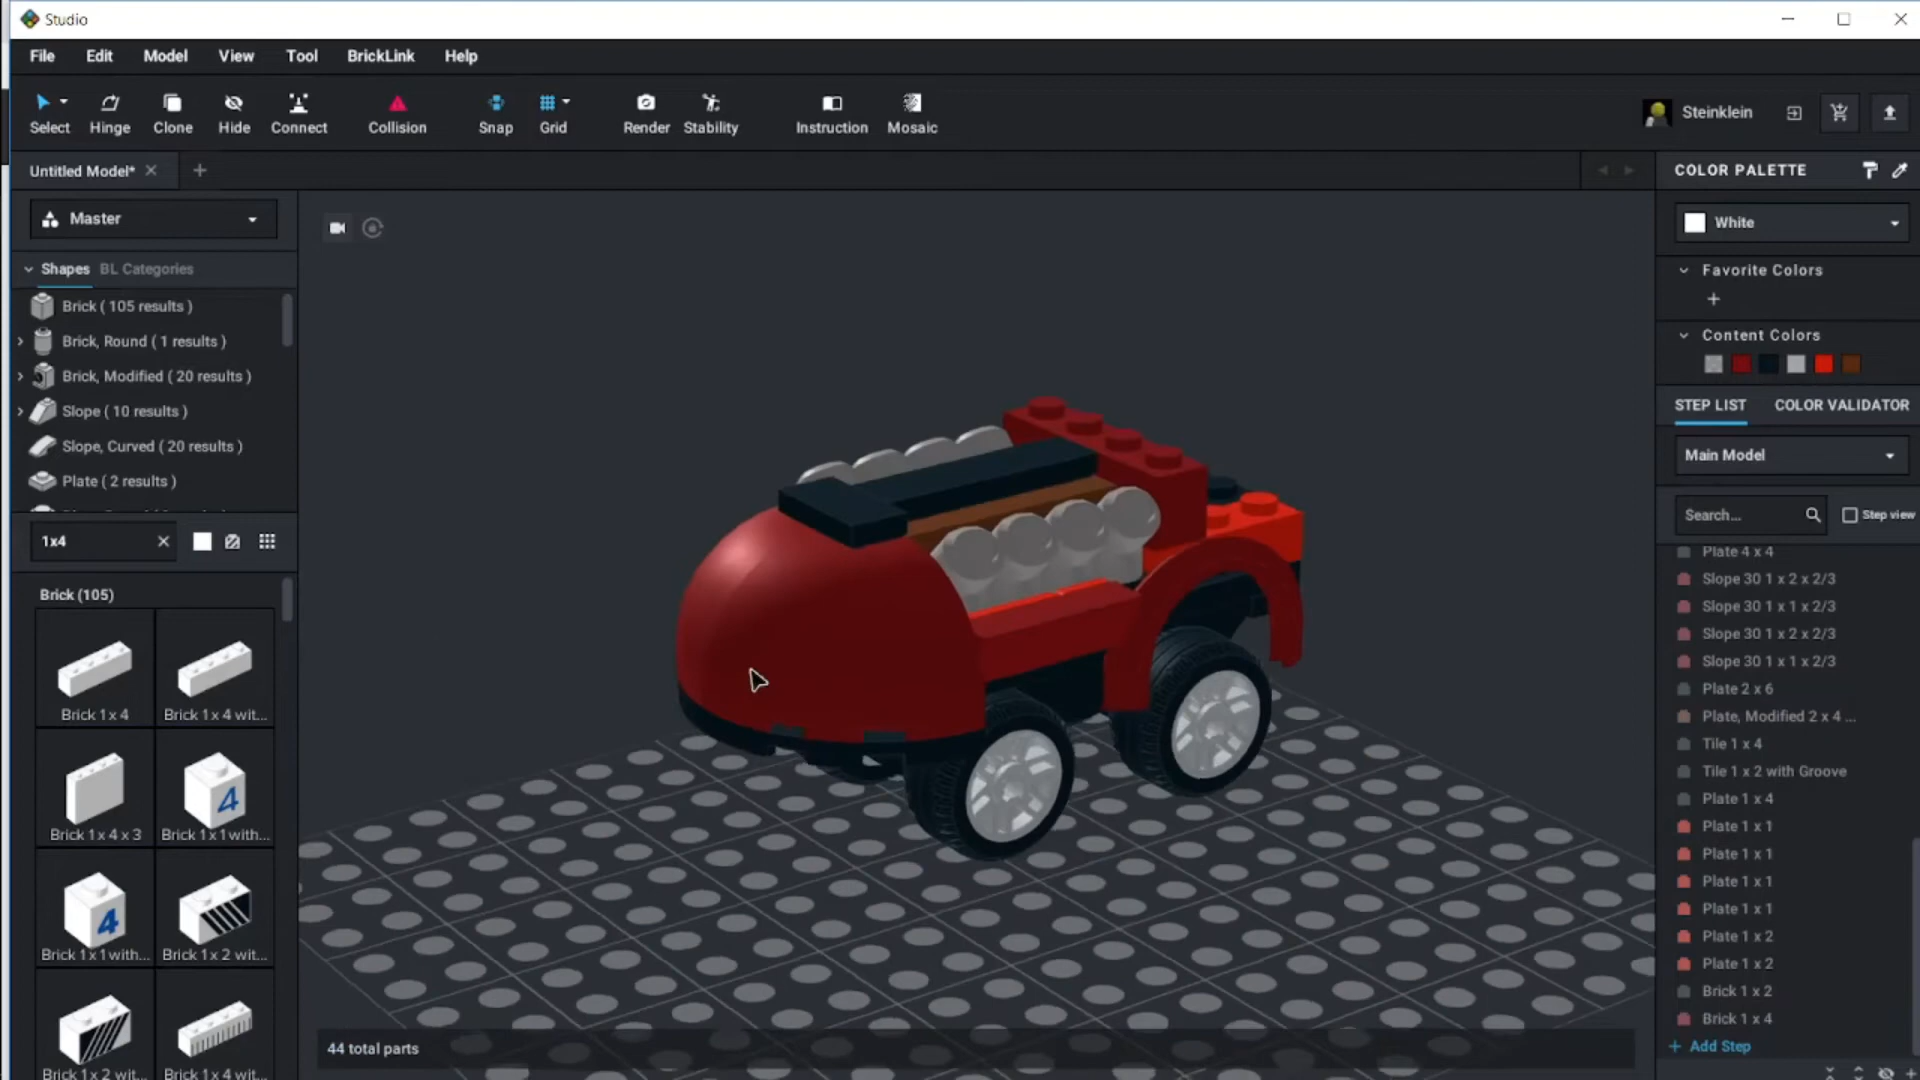 Studio
File Edit Model View Tool BrickLink Help
Select Hinge Clone Hide Connect Collision Snap Grid Render Stability Instruction Mosaic
Steinklein
Untitled Model*
Master
Shapes BL Categories
Brick ( 105 results )
Brick, Round ( 1 results )
Brick, Modified ( 20 results )
Slope ( 10 results )
Slope, Curved ( 20 results )
Plate ( 2 results )
1x4
Brick (105)
Brick 1 x 4
Brick 1 x 4 wit...
Brick 1 x 4 x 3
4
Brick 1 x 1 with...
4
Brick 1 x 1 with...
Brick 1 x 2 wit...
Brick 1 x 2 wit...
Brick 1 x 4 wit...
44 total parts
COLOR PALETTE
White
Favorite Colors
Content Colors
STEP LIST COLOR VALIDATOR
Main Model
Search... Step view
Plate 4 x 4
Slope 30 1 x 2 x 2/3
Slope 30 1 x 1 x 2/3
Slope 30 1 x 2 x 2/3
Slope 30 1 x 1 x 2/3
Plate 2 x 6
Plate, Modified 2 x 4 ...
Tile 1 x 4
Tile 1 x 2 with Groove
Plate 1 x 4
Plate 1 x 1
Plate 1 x 1
Plate 1 x 1
Plate 1 x 1
Plate 1 x 2
Plate 1 x 2
Brick 1 x 2
Brick 1 x 4
+ Add Step